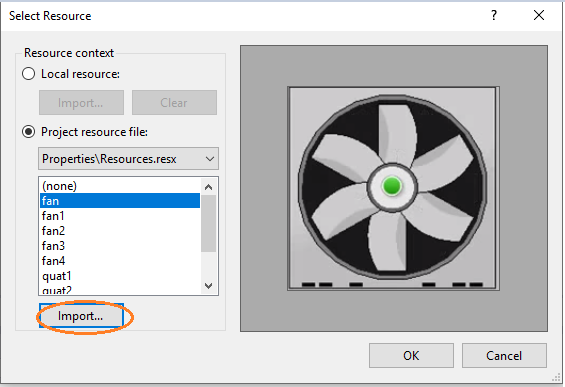 Select Resource
Resource context
Local resource:
Import...
Clear
Project resource file:
Properties\Resources.resx
(none)
fan
fan1
fan2
fan3
fan4
quat1
quat2
Import...
OK
Cancel